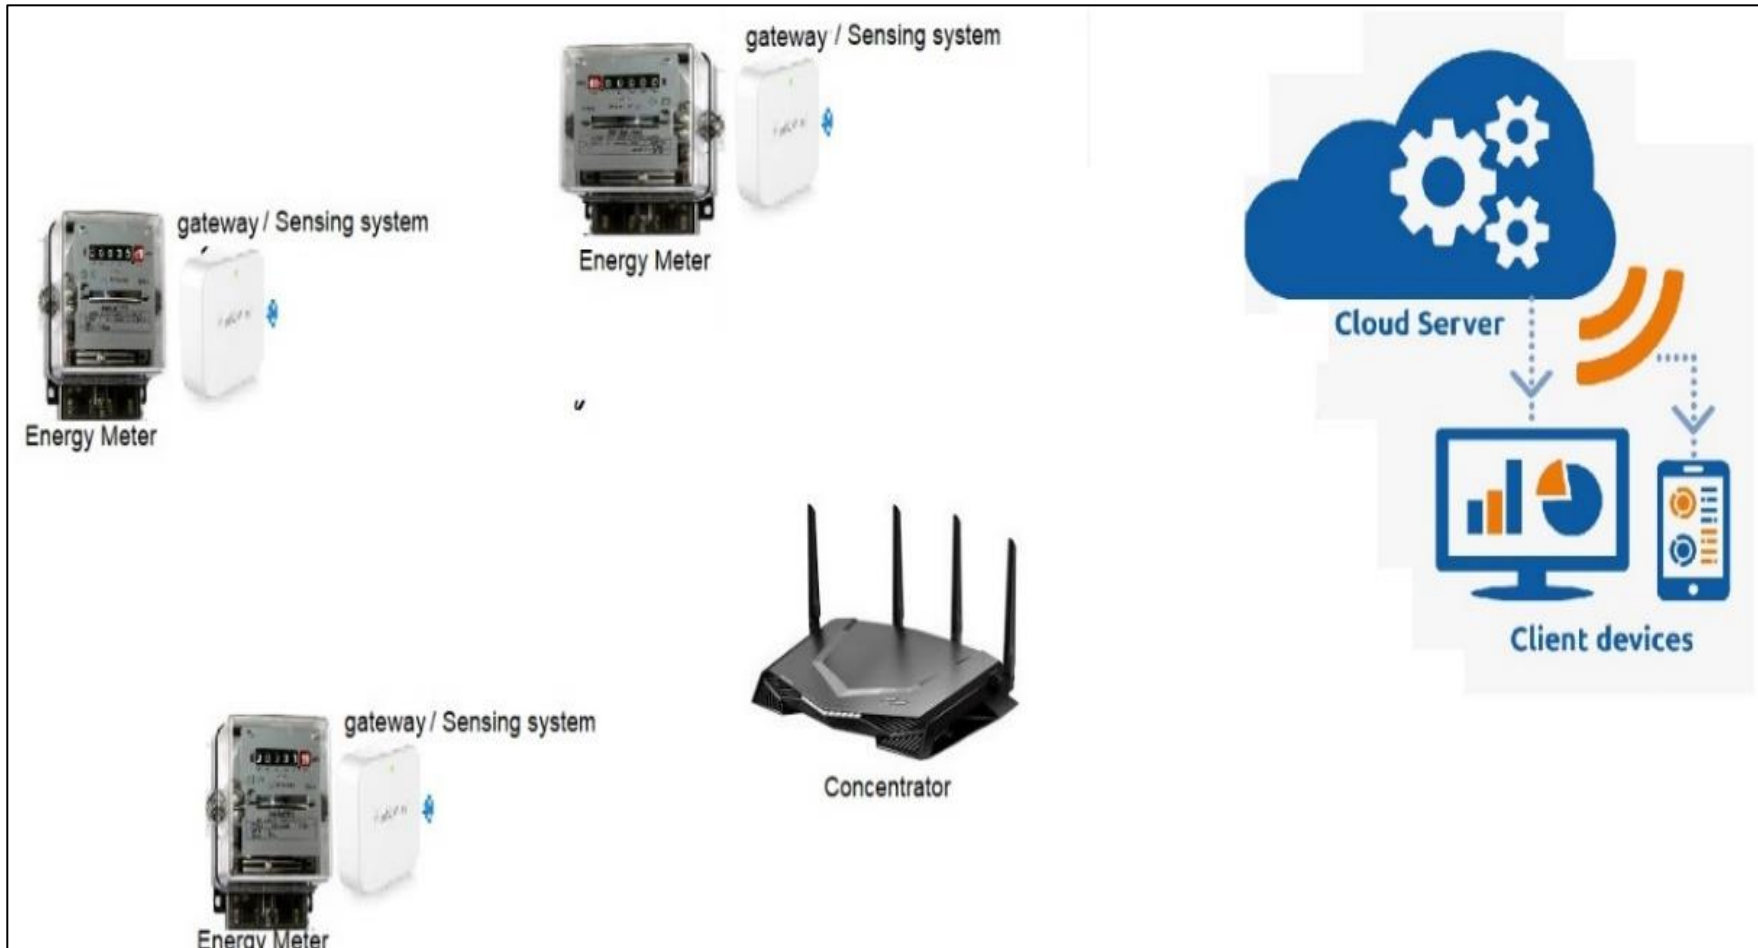 gateway / Sensing system
Energy Meter
gateway / Sensing system
Energy Meter
Cloud Server
Client devices
gateway / Sensing system
Concentrator
Energy Meter